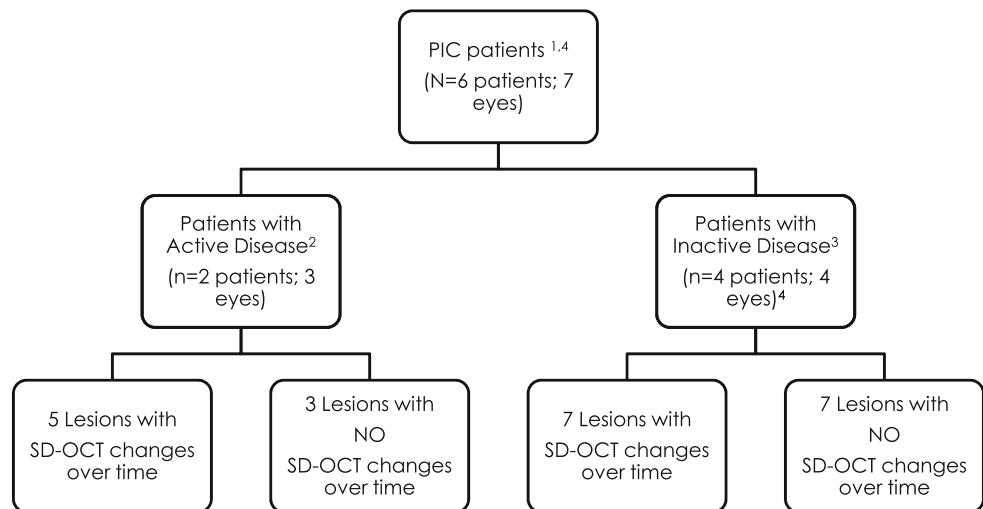 PIC patients 1,4
(N=6 patients; 7
eyes)
Patients with
Active Disease2
(n=2 patients; 3
eyes)
Patients with
Inactive Disease3
(n=4 patients; 4
eyes)4
5 Lesions with
SD-OCT changes
over time
3 Lesions with
NO
SD-OCT changes
over time
7 Lesions with
SD-OCT changes
over time
7 Lesions with
NO
SD-OCT changes
over time